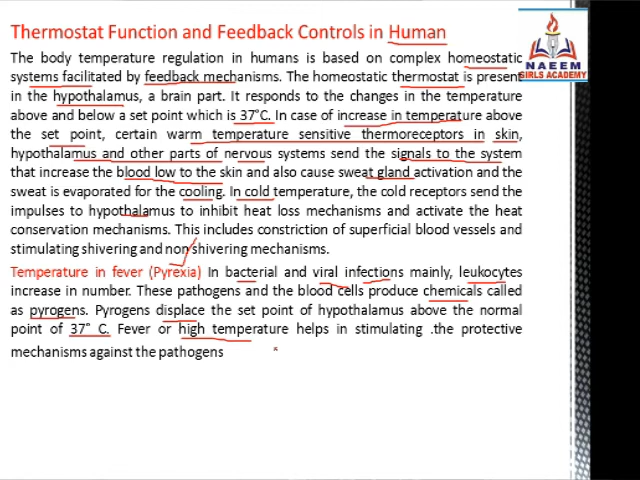 Thermostat Function and Feedback Controls in Human
The body temperature regulation in humans is based on complex homeostatic
systems facilitated by feedback mechanisms. The homeostatic thermostat is present
in the hypothalamus, a brain part. It responds to the changes in the temperature
above and below a set point which is 37°C. In case of increase in temperature above
the set point, certain warm temperature sensitive thermoreceptors in skin,
hypothalamus and other parts of nervous systems send the signals to the system
that increase the blood low to the skin and also cause sweat gland activation and the
sweat is evaporated for the cooling. In cold temperature, the cold receptors send the
impulses to hypothalamus to inhibit heat loss mechanisms and activate the heat
conservation mechanisms. This includes constriction of superficial blood vessels and
stimulating shivering and non shivering mechanisms.
Temperature in fever (Pyrexia) In bacterial and viral infections mainly, leukocytes
increase in number. These pathogens and the blood cells produce chemicals called
as pyrogens. Pyrogens displace the set point of hypothalamus above the normal
point of 37° C. Fever or high temperature helps in stimulating .the protective
mechanisms against the pathogens
NAEEM
GIRLS ACADEMY